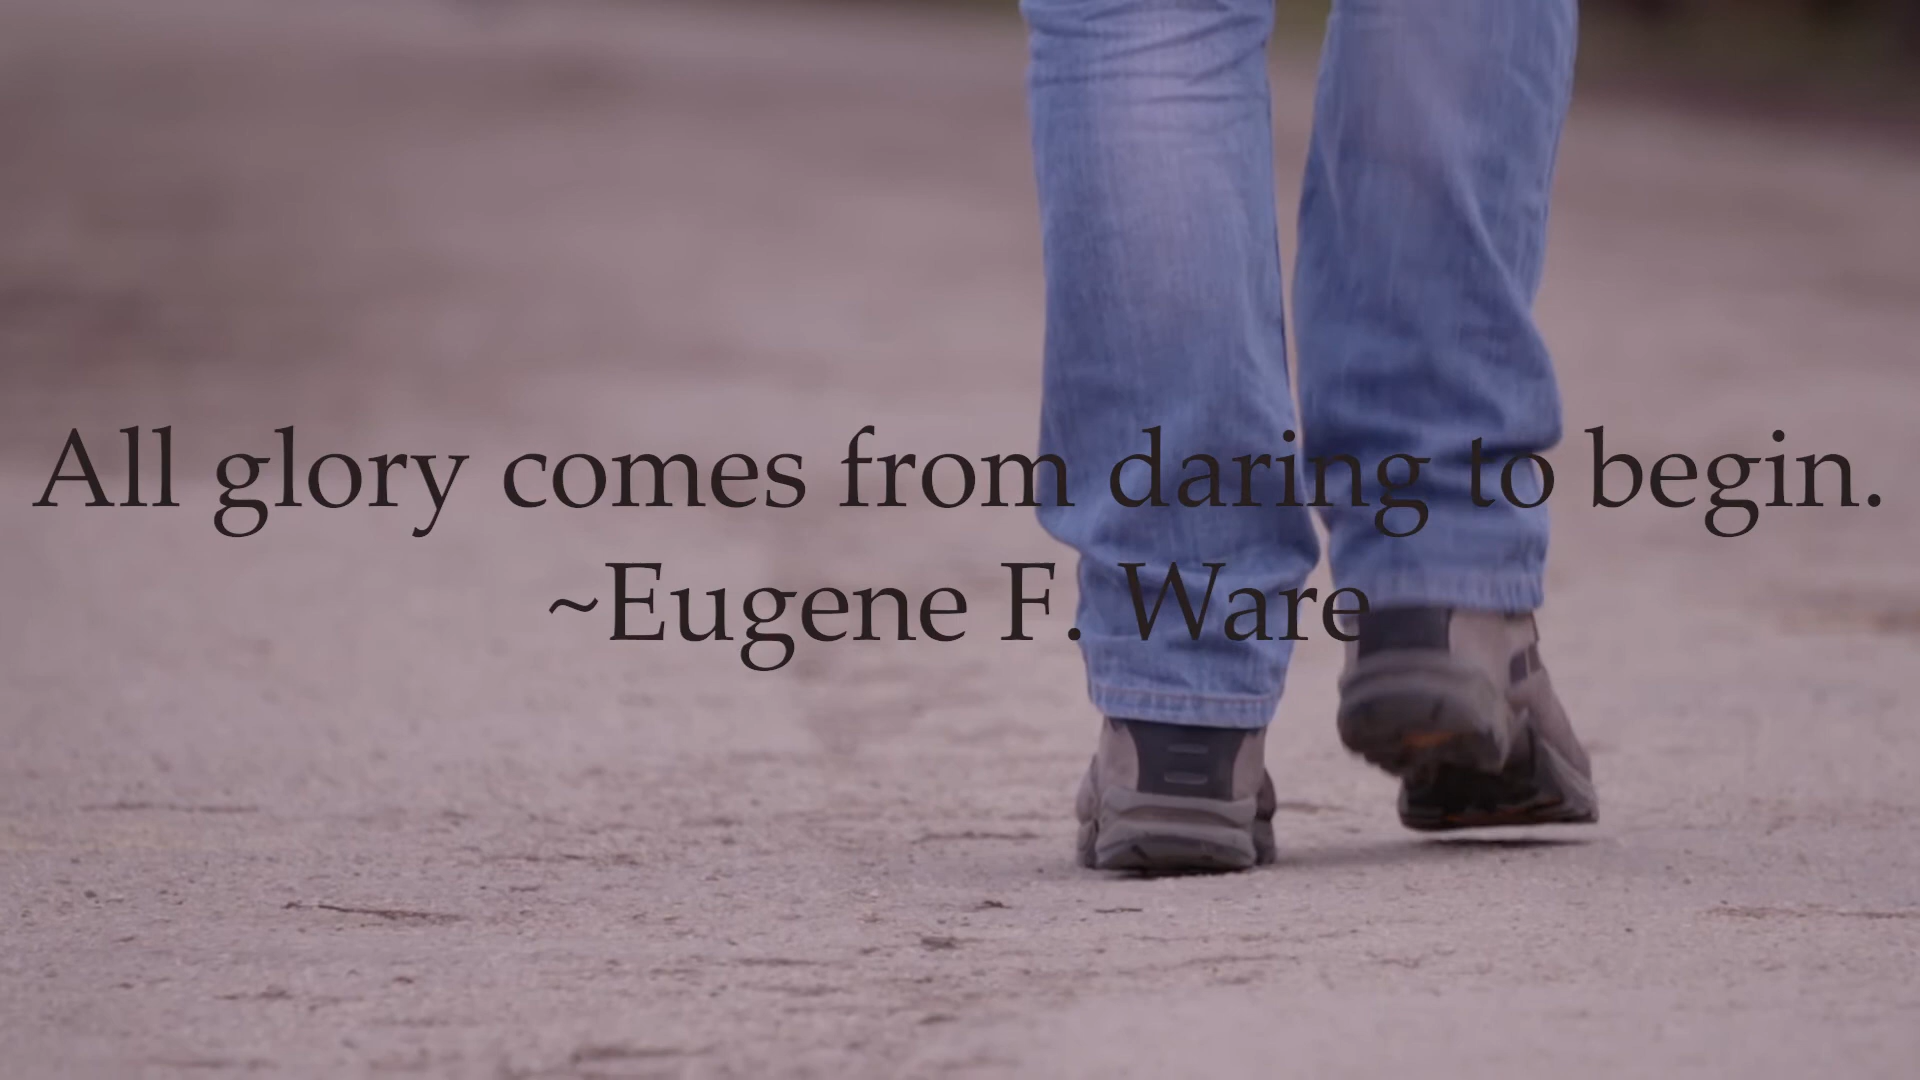 All glory comes from daring to begin.
~Eugene F. Ware